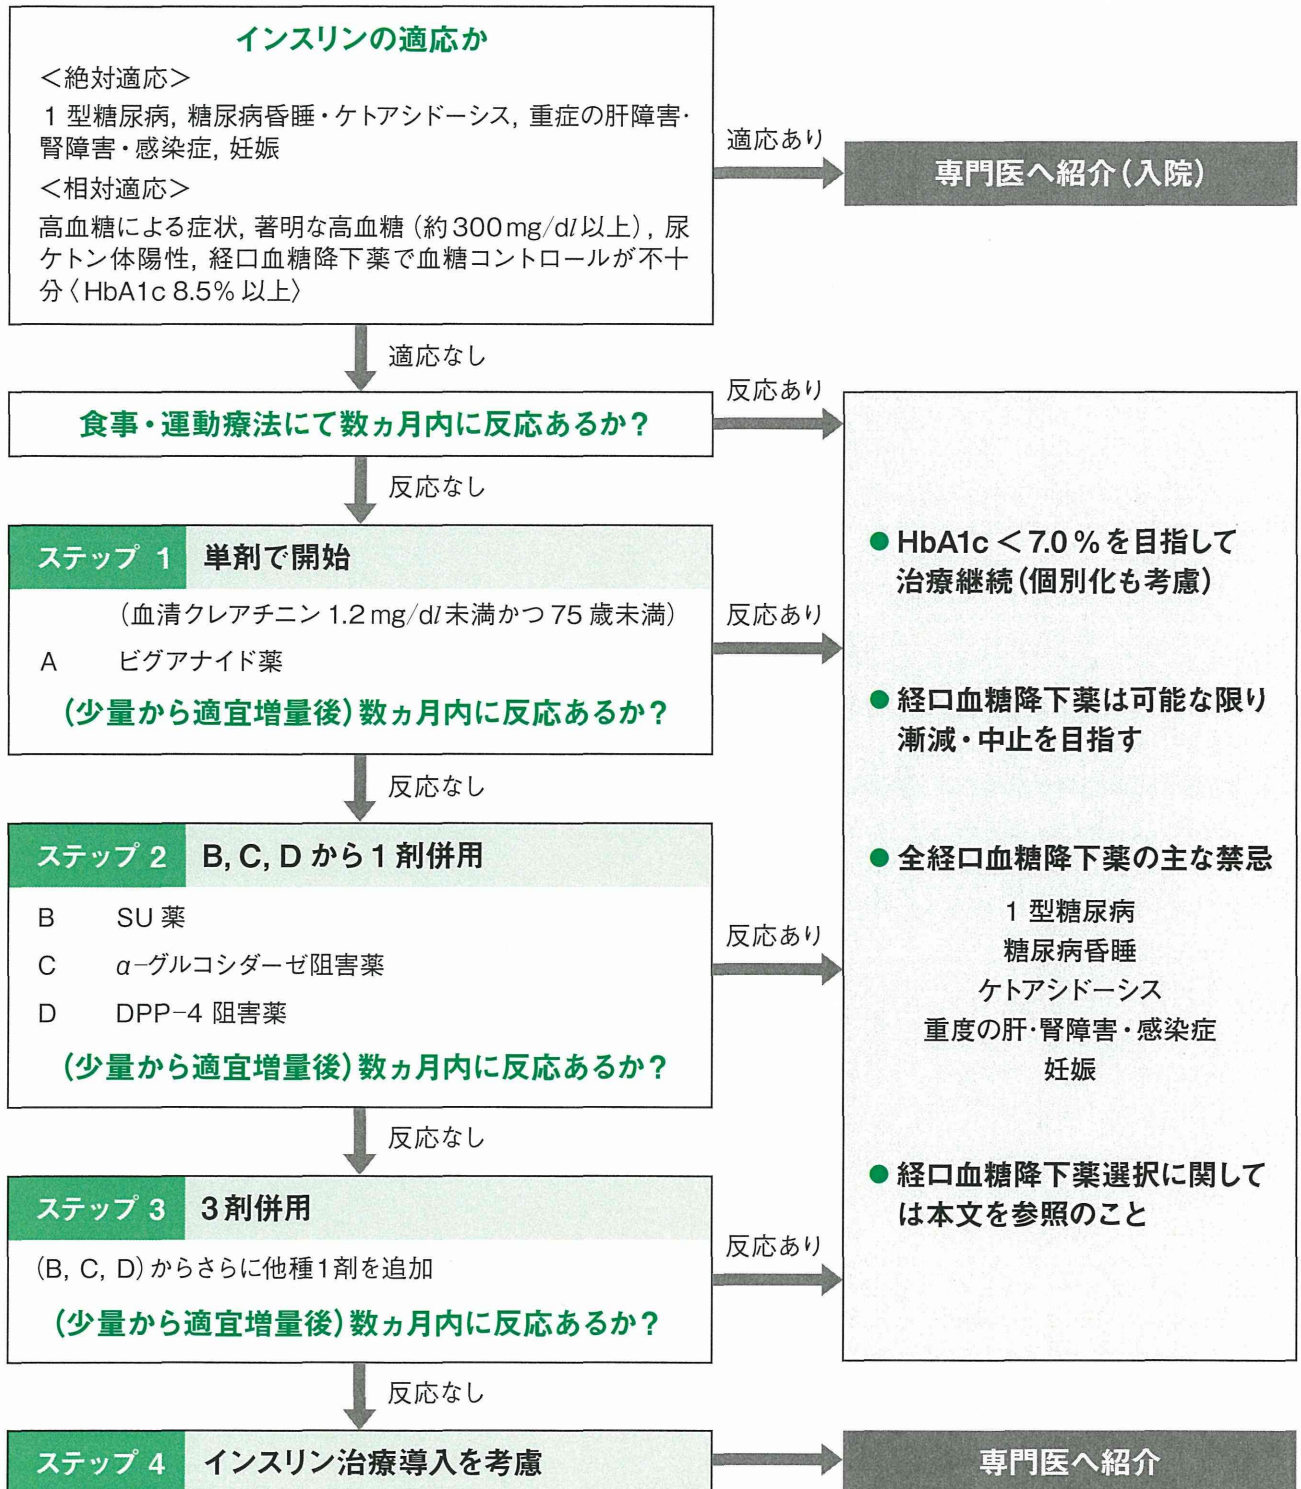 インスリンの適応か
<絶対適応>
1 型糖尿病, 糖尿病昏睡・ケトアシドーシス, 重症の肝障害・
腎障害・感染症, 妊娠
<相対適応>
高血糖による症状, 著明な高血糖 (約300mg/dl以上), 尿
ケトン体陽性, 経口血糖降下薬で血糖コントロールが不十
分〈HbA1c 8.5% 以上〉
適応あり
専門医へ紹介(入院)
適応なし
食事・運動療法にて数ヵ月内に反応あるか?
反応あり
反応なし
ステップ 1 単剤で開始
(血清クレアチニン 1.2 mg/dl未満かつ 75 歳未満)
A ビグアナイド薬
(少量から適宜増量後)数ヵ月内に反応あるか?
反応あり
反応なし
ステップ 2 B, C, D から 1 剤併用
B SU 薬
C α-グルコシダーゼ阻害薬
D DPP-4 阻害薬
(少量から適宜増量後)数ヵ月内に反応あるか?
反応あり
反応なし
ステップ 3 3剤併用
(B, C, D)からさらに他種1剤を追加
(少量から適宜増量後)数ヵ月内に反応あるか?
反応あり
反応なし
ステップ 4 インスリン治療導入を考慮
専門医へ紹介
● HbA1c < 7.0 % を目指して
治療継続(個別化も考慮)
● 経口血糖降下薬は可能な限り
漸減・中止を目指す
● 全経口血糖降下薬の主な禁忌
1 型糖尿病
糖尿病昏睡
ケトアシドーシス
重度の肝・腎障害・感染症
妊娠
● 経口血糖降下薬選択に関して
は本文を参照のこと